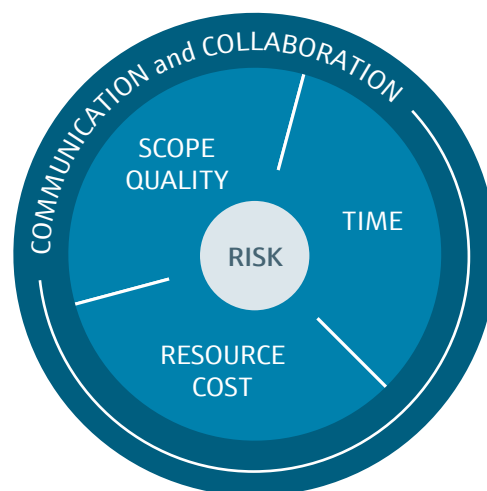 COMMUNICATION and COLLABORATION
SCOPE
QUALITY
TIME
RISK
RESOURCE
COST